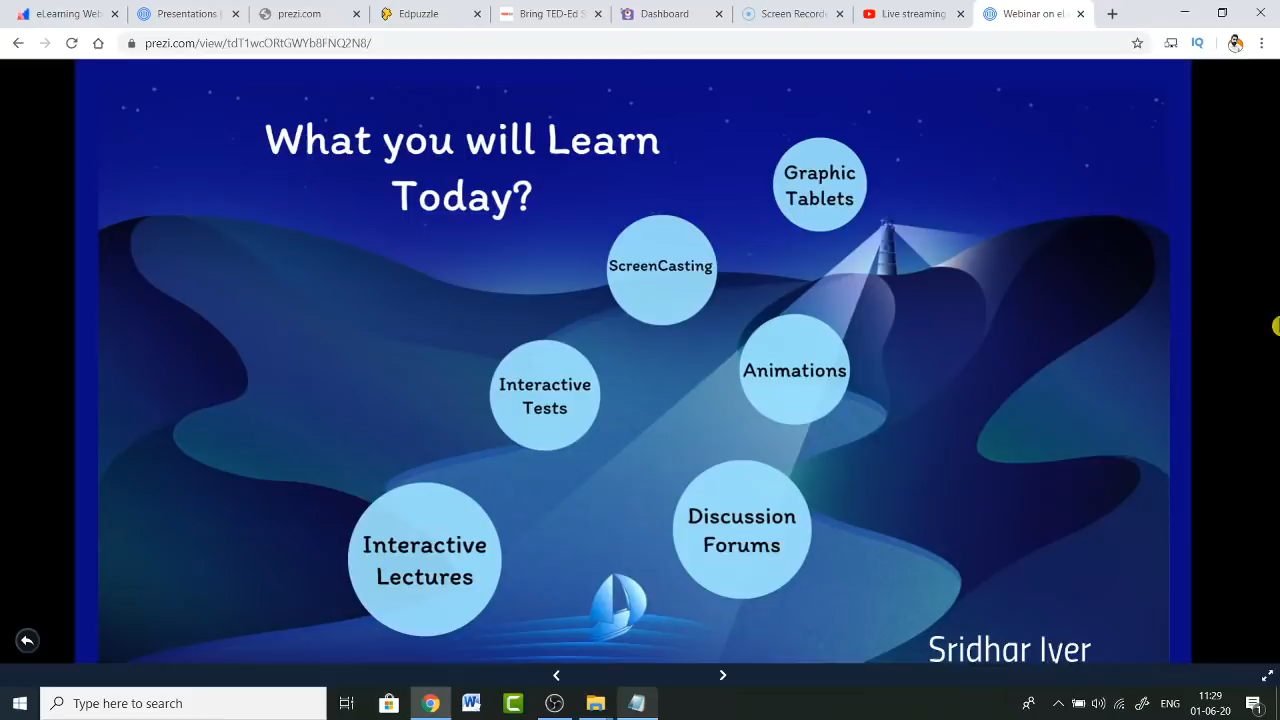 eLearning Web
Presentations
prezi.com/
Edpuzzle
Bring TED-Ed S
Dashboard
Screen Record
Live streaming
Webinar on eL
prezi.com/view/tdT1wcORtGWYb8FNQ2N8/
IQ
What you will Learn
Today?
Graphic
Tablets
ScreenCasting
Animations
Interactive
Tests
Discussion
Forums
Interactive
Lectures
Sridhar Iyer
Type here to search
ENG
11:29
01-06-20